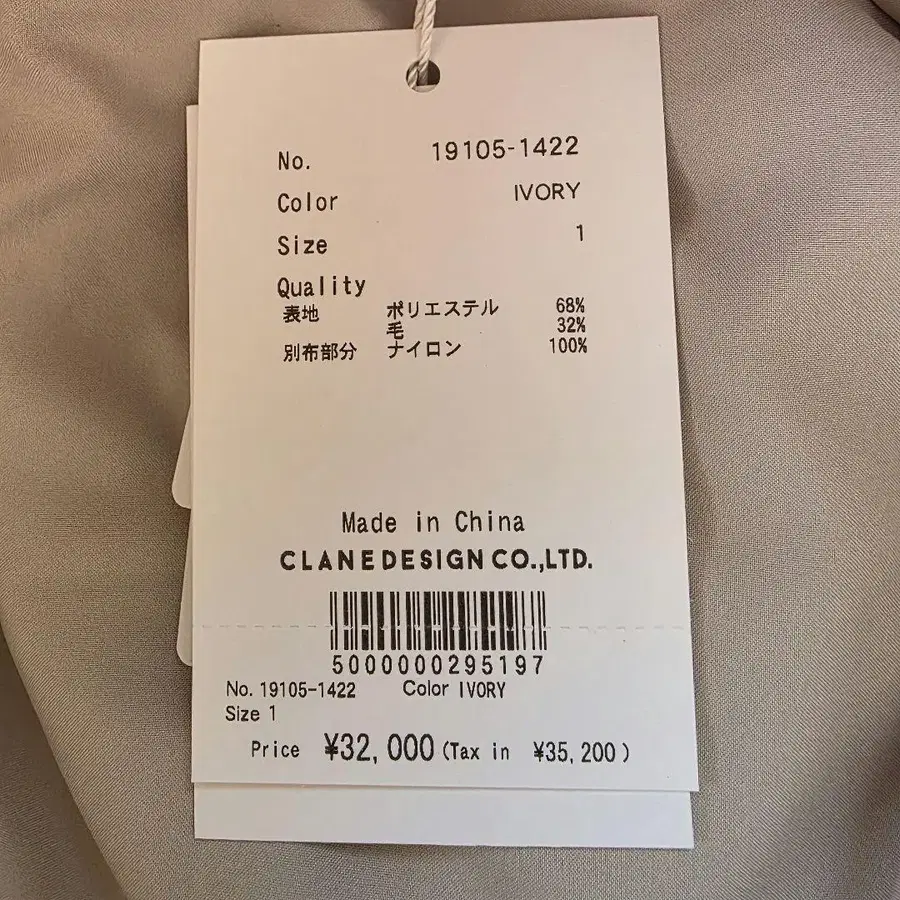 No. 19105-1422
Color IVORY
Size 1
Quality
表地 ポリエステル 68%
毛 32%
別布部分 ナイロン 100%
Made in China
CLANE DESIGN CO.,LTD.
5000000295197
No. 19105-1422 Color IVORY
Size 1
Price ¥32,000 (Tax in ¥35,200)